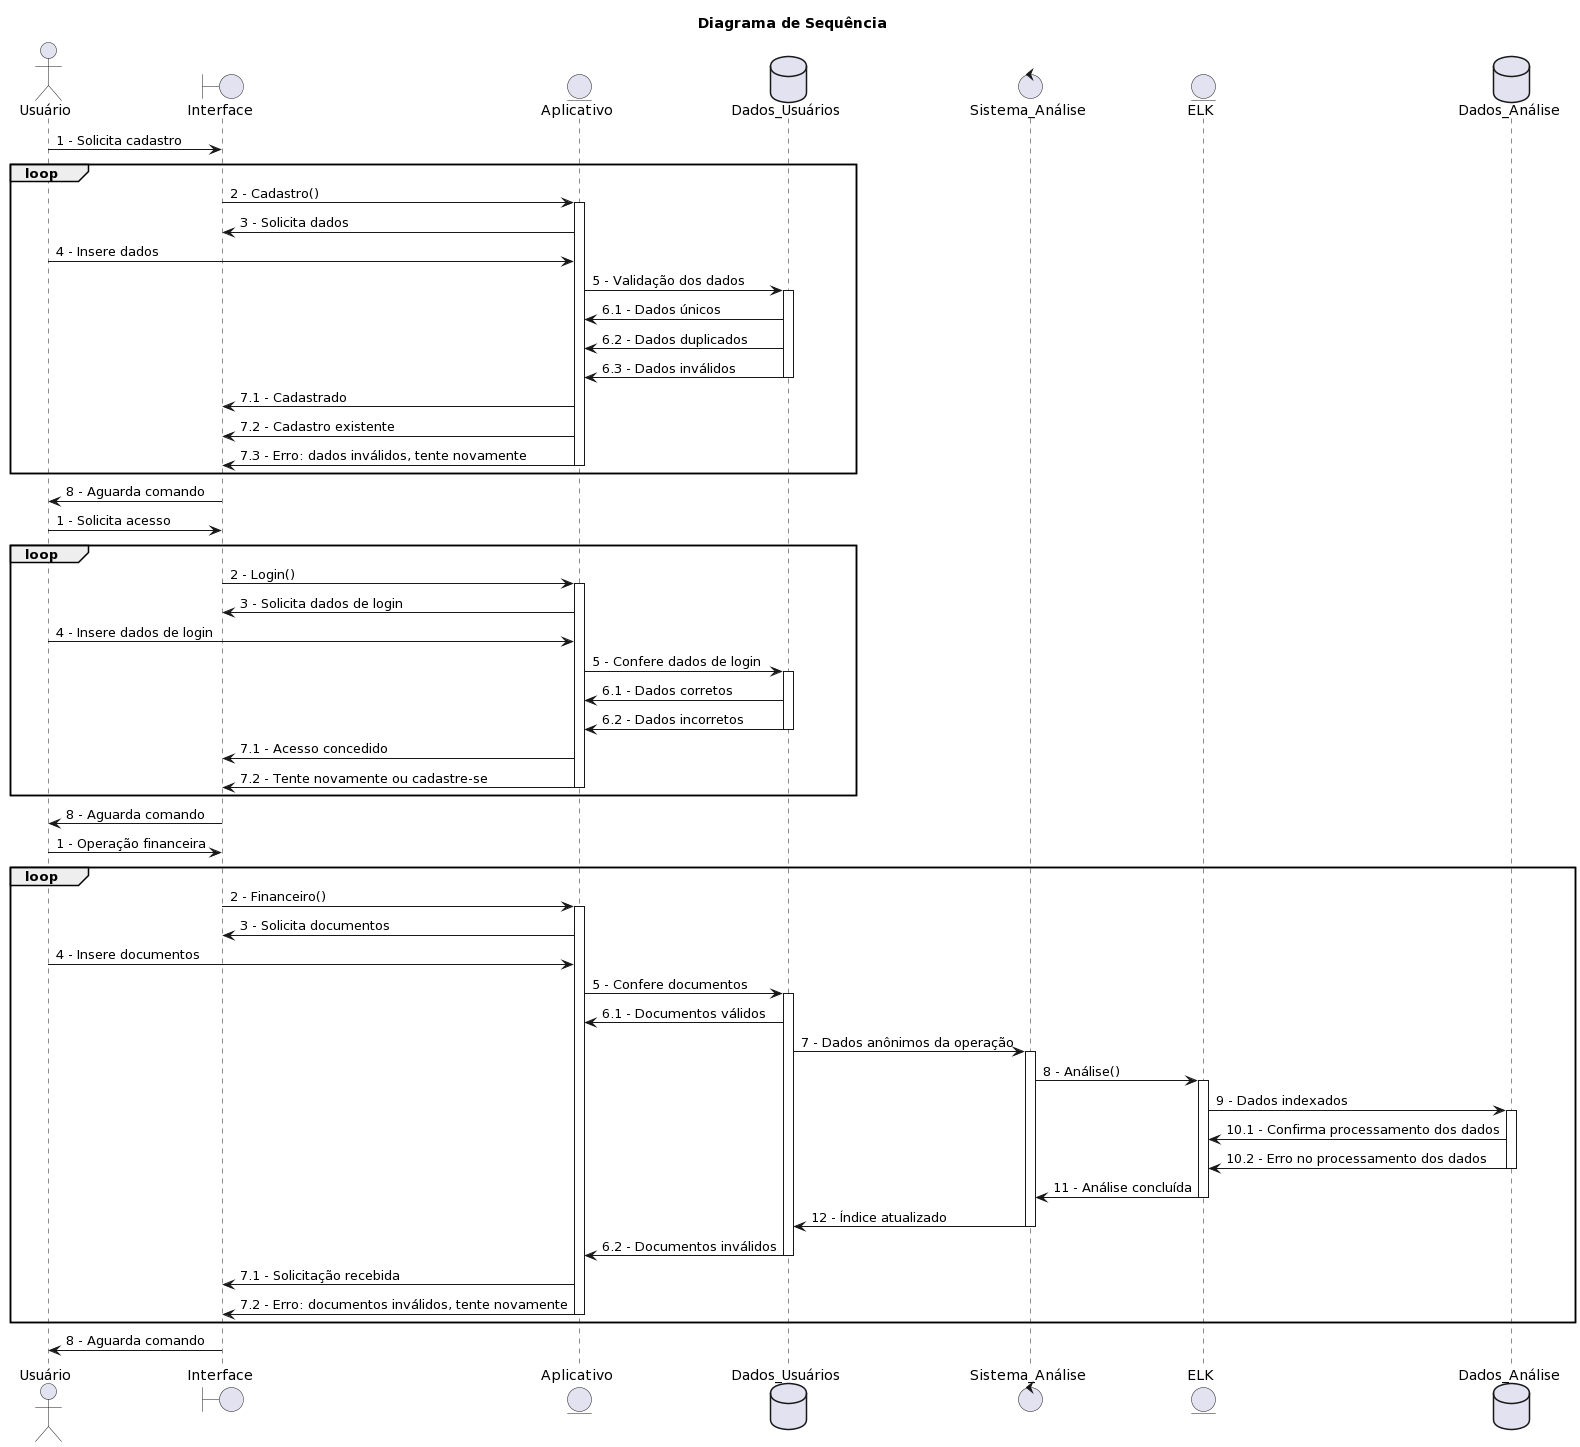 Diagrama de Sequência
Usuário
Interface
Aplicativo
Dados_Usuários
Sistema_Análise
ELK
Dados_Análise
1 - Solicita cadastro
loop
2 - Cadastro()
3 - Solicita dados
4 - Insere dados
5 - Validação dos dados
6.1 - Dados únicos
6.2 - Dados duplicados
6.3 - Dados inválidos
7.1 - Cadastrado
7.2 - Cadastro existente
7.3 - Erro: dados inválidos, tente novamente
8 - Aguarda comando
1 - Solicita acesso
loop
2 - Login()
3 - Solicita dados de login
4 - Insere dados de login
5 - Confere dados de login
6.1 - Dados corretos
6.2 - Dados incorretos
7.1 - Acesso concedido
7.2 - Tente novamente ou cadastre-se
8 - Aguarda comando
1 - Operação financeira
loop
2 - Financeiro()
3 - Solicita documentos
4 - Insere documentos
5 - Confere documentos
6.1 - Documentos válidos
7 - Dados anônimos da operação
8 - Análise()
9 - Dados indexados
10.1 - Confirma processamento dos dados
10.2 - Erro no processamento dos dados
11 - Análise concluída
12 - Índice atualizado
6.2 - Documentos inválidos
7.1 - Solicitação recebida
7.2 - Erro: documentos inválidos, tente novamente
8 - Aguarda comando
Usuário
Interface
Aplicativo
Dados_Usuários
Sistema_Análise
ELK
Dados_Análise